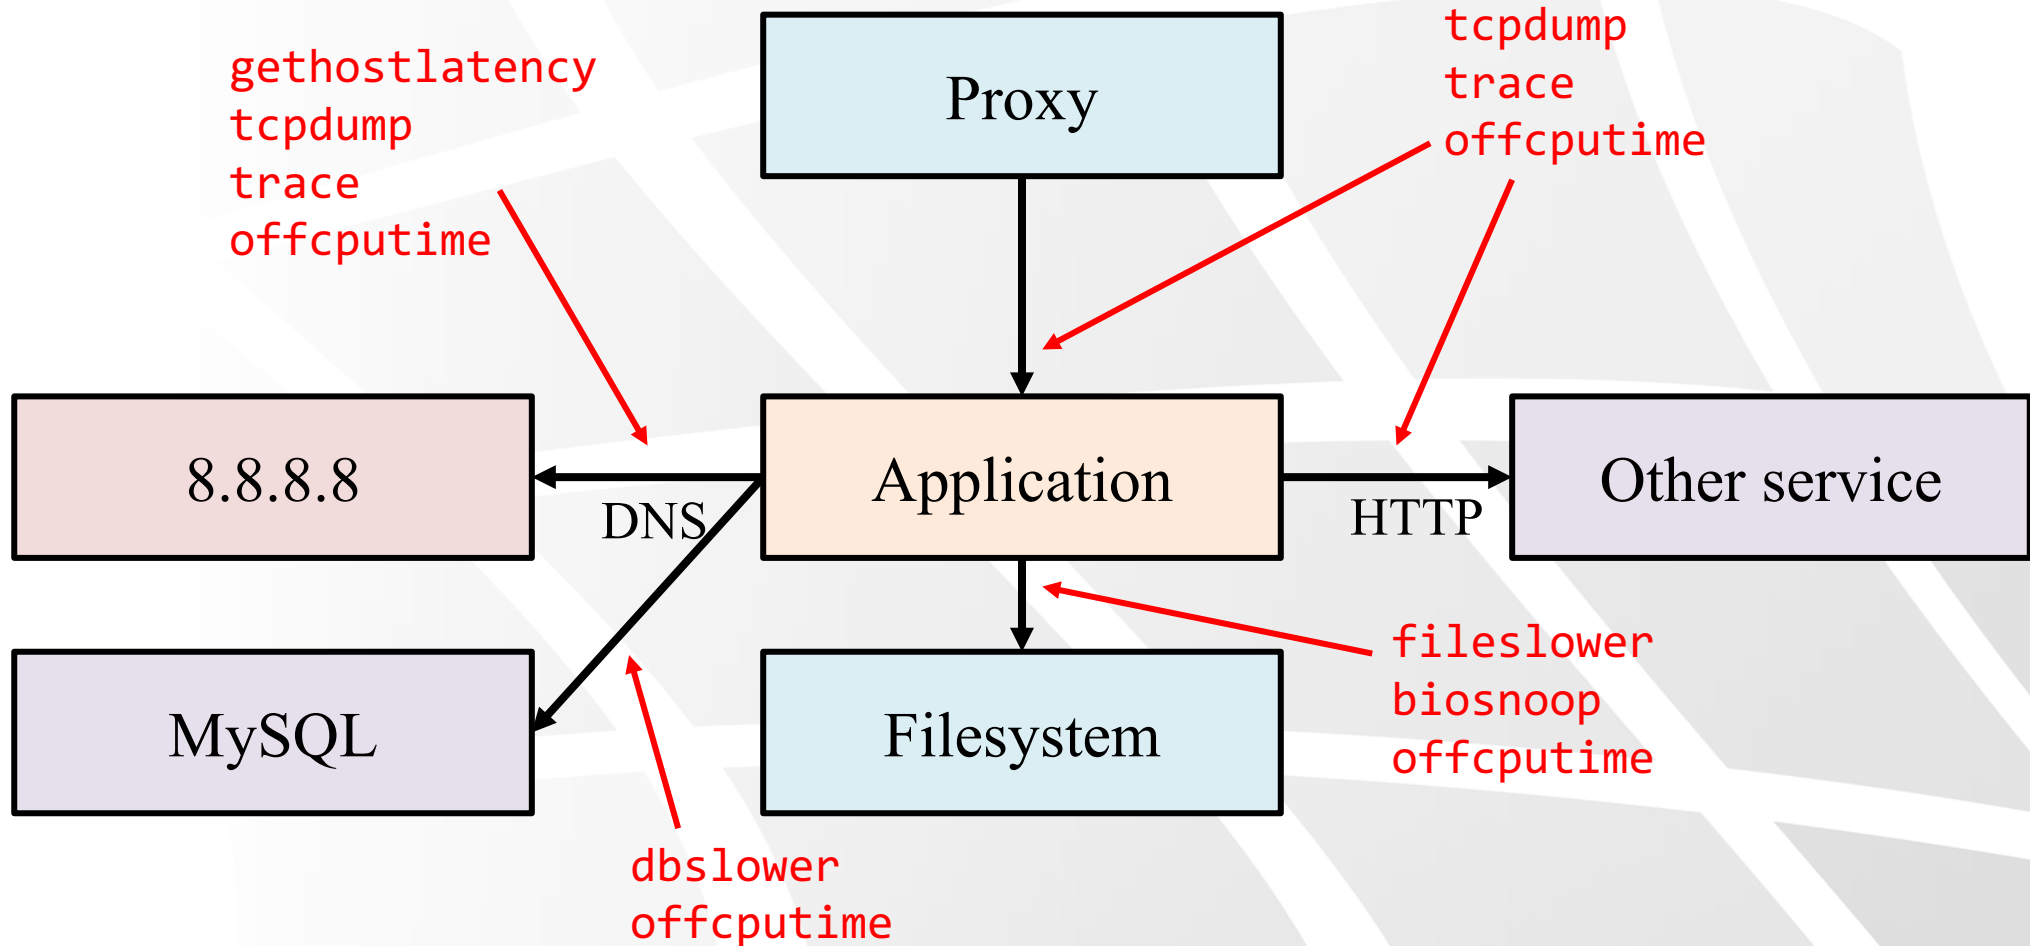 gethostlatency
tcpdump
trace
offcputime
Proxy
tcpdump
trace
offcputime
8.8.8.8
DNS
Application
HTTP
Other service
MySQL
Filesystem
fileslower
biosnoop
offcputime
dbslower
offcputime